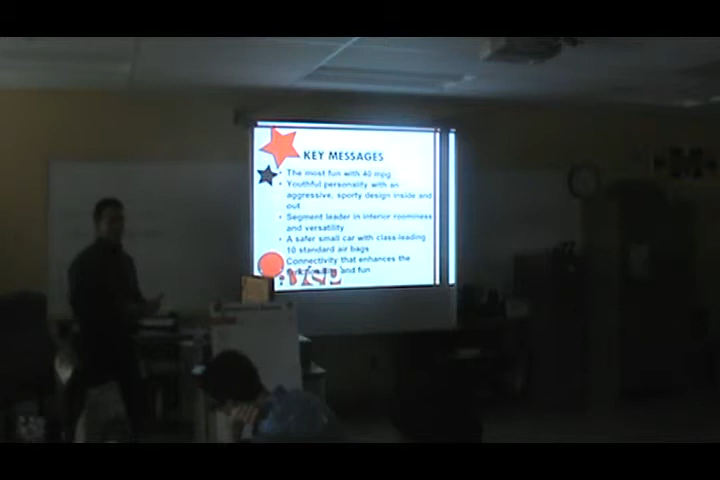 KEY MESSAGES
• The most fun with 40 mpg
• Youthful personality with an
aggressive, sporty design inside and
out
• Segment leader in interior roominess
and versatility
• A safer small car with class-leading
10 standard air bags
Connectivity that enhances the
and fun